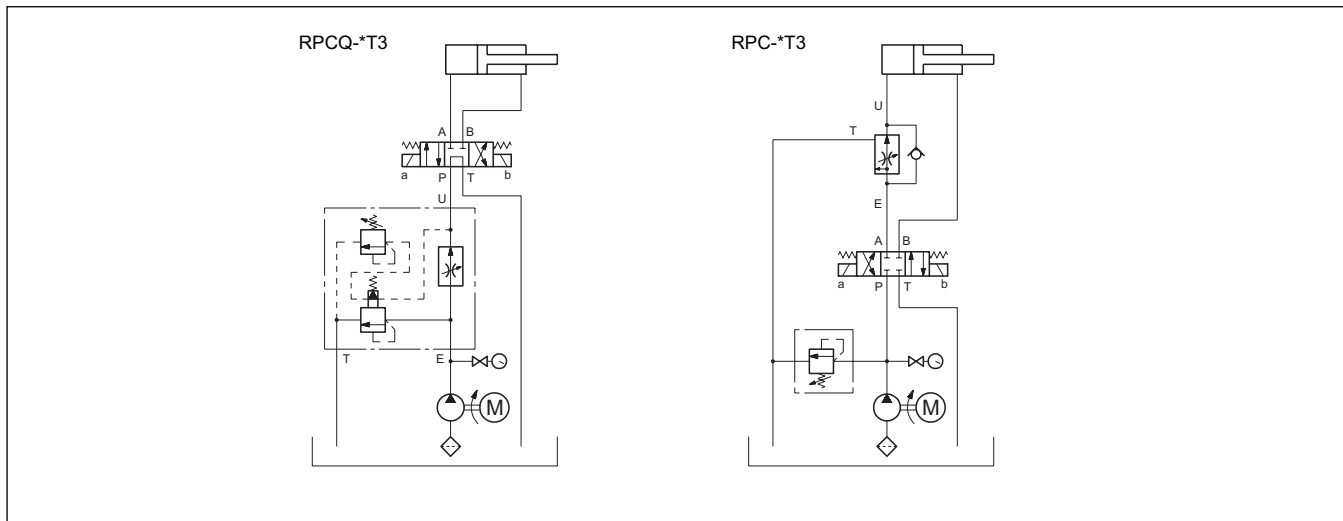 RPCQ-*T3
A B
a P T b
U
T E
M
RPC-*T3
U
T
E
A B
a P T b
M